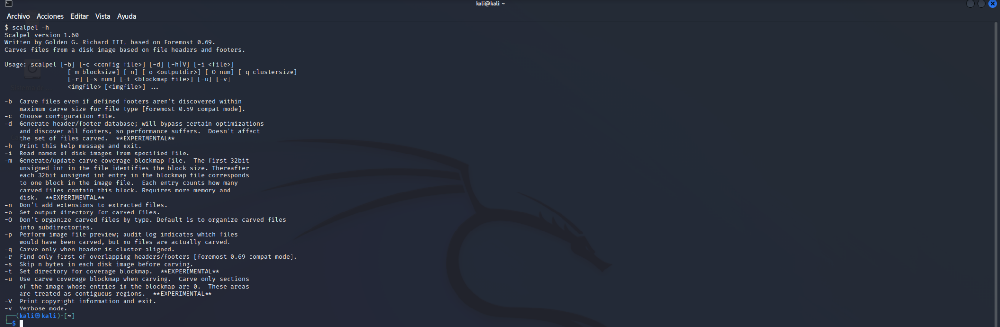 kali@kali: ~
Archivo Acciones Editar Vista Ayuda
$ scalpel -h
Scalpel version 1.60
Written by Golden G. Richard III, based on Foremost 0.69.
Carves files from a disk image based on file headers and footers.
Usage: scalpel [-b] [-c <config file>] [-d] [-h|V] [-i <file>]
[-m blocksize] [-n] [-o <outputdir>] [-O num] [-q clustersize]
[-r] [-s num] [-t <blockmap file>] [-u] [-v]
<imgfile> [<imgfile>] ...
-b Carve files even if defined footers aren't discovered within
maximum carve size for file type [foremost 0.69 compat mode].
-c Choose configuration file.
-d Generate header/footer database; will bypass certain optimizations
and discover all footers, so performance suffers. Doesn't affect
the set of files carved. **EXPERIMENTAL**
-h Print this help message and exit.
-i Read names of disk images from specified file.
-m Generate/update carve coverage blockmap file. The first 32bit
unsigned int in the file identifies the block size. Thereafter
each 32bit unsigned int entry in the blockmap file corresponds
to one block in the image file. Each entry counts how many
carved files contain this block. Requires more memory and
disk. **EXPERIMENTAL**
-n Don't add extensions to extracted files.
-o Set output directory for carved files.
-O Don't organize carved files by type. Default is to organize carved files
into subdirectories.
-p Perform image file preview; audit log indicates which files
would have been carved, but no files are actually carved.
-q Carve only when header is cluster-aligned.
-r Find only first of overlapping headers/footers [foremost 0.69 compat mode].
-s Skip n bytes in each disk image before carving.
-t Set directory for coverage blockmap. **EXPERIMENTAL**
-u Use carve coverage blockmap when carving. Carve only sections
of the image whose entries in the blockmap are 0. These areas
are treated as contiguous regions. **EXPERIMENTAL**
-V Print copyright information and exit.
-v Verbose mode.
┌──(kali㉿kali)-[~]
└─$